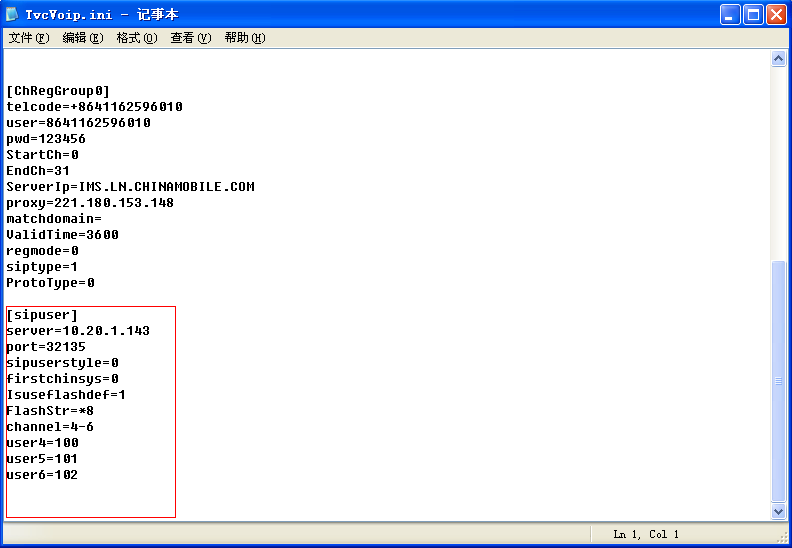 TvcVoip.ini - 记事本
文件(F) 编辑(E) 格式(O) 查看(V) 帮助(H)
[ChRegGroup0]
telcode=+8641162596010
user=8641162596010
pwd=123456
StartCh=0
EndCh=31
ServerIp=IMS.LN.CHINAMOBILE.COM
proxy=221.180.153.148
matchdomain=
ValidTime=3600
regmode=0
siptype=1
ProtoType=0
[sipuser]
server=10.20.1.143
port=32135
sipuserstyle=0
firstchinsys=0
Isuseflashdef=1
FlashStr=*8
channel=4-6
user4=100
user5=101
user6=102
Ln 1, Col 1